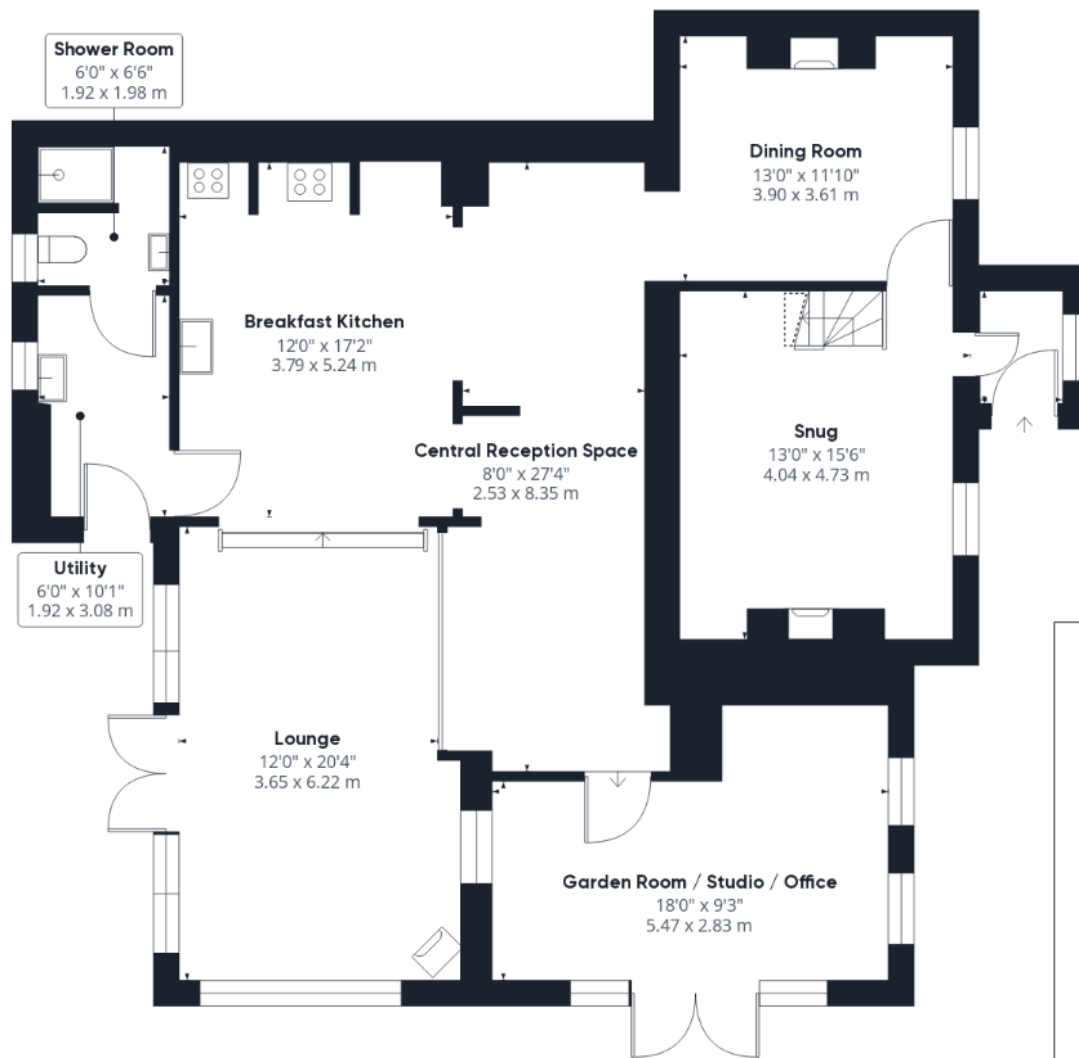 Shower Room
6'0" x 6'6"
1.92 x 1.98 m
Dining Room
13'0" x 11'10"
3.90 x 3.61 m
Breakfast Kitchen
12'0" x 17'2"
3.79 x 5.24 m
Central Reception Space
8'0" x 27'4"
2.53 x 8.35 m
Snug
13'0" x 15'6"
4.04 x 4.73 m
Utility
6'0" x 10'1"
1.92 x 3.08 m
Lounge
12'0" x 20'4"
3.65 x 6.22 m
Garden Room / Studio / Office
18'0" x 9'3"
5.47 x 2.83 m